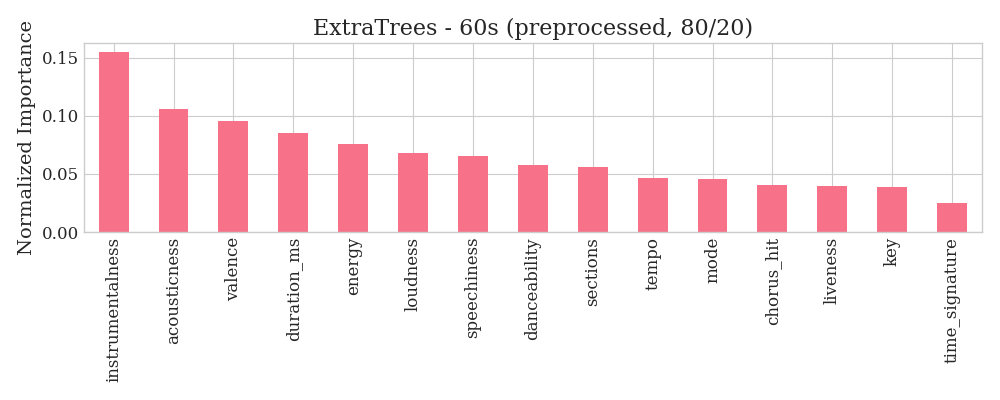 ExtraTrees - 60s (preprocessed, 80/20)
Normalized Importance
0.15
0.10
0.05
0.00
instrumentalness
acousticness
valence
duration_ms
energy
loudness
speechiness
danceability
sections
tempo
mode
chorus_hit
liveness
key
time_signature